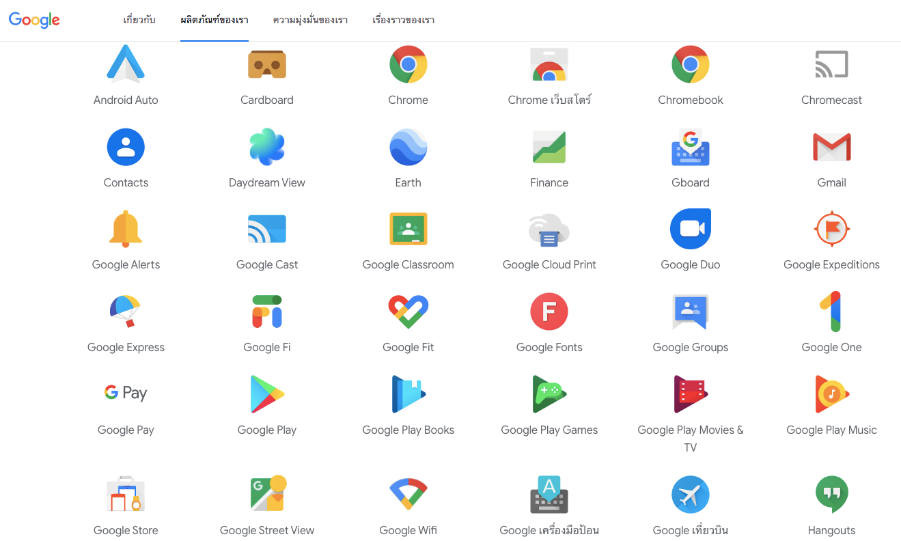 Google
เกี่ยวกับ ผลิตภัณฑ์ของเรา ความมุ่งมั่นของเรา เรื่องราวของเรา
Android Auto Cardboard Chrome Chrome เว็บสโตร์ Chromebook Chromecast
Contacts Daydream View Earth Finance Gboard Gmail
Google Alerts Google Cast Google Classroom Google Cloud Print Google Duo Google Expeditions
Google Express Google Fi Google Fit Google Fonts Google Groups Google One
G Pay
Google Pay Google Play Google Play Books Google Play Games Google Play Movies & TV Google Play Music
Google Store Google Street View Google Wifi Google เครื่องมือป้อน Google เที่ยวบิน Hangouts